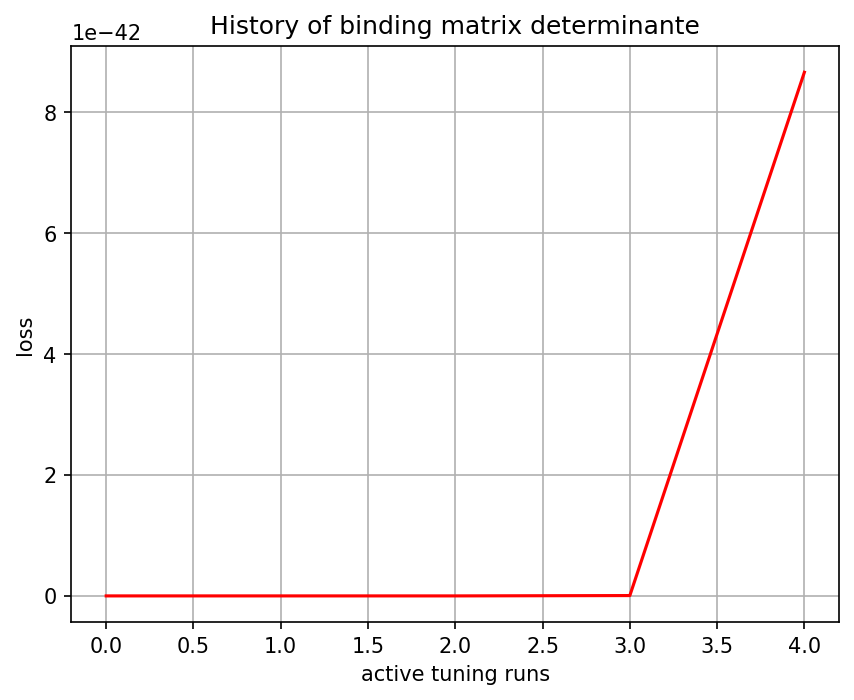 History of binding matrix determinante
1e−42
loss
8
6
4
2
0
0.0 0.5 1.0 1.5 2.0 2.5 3.0 3.5 4.0
active tuning runs